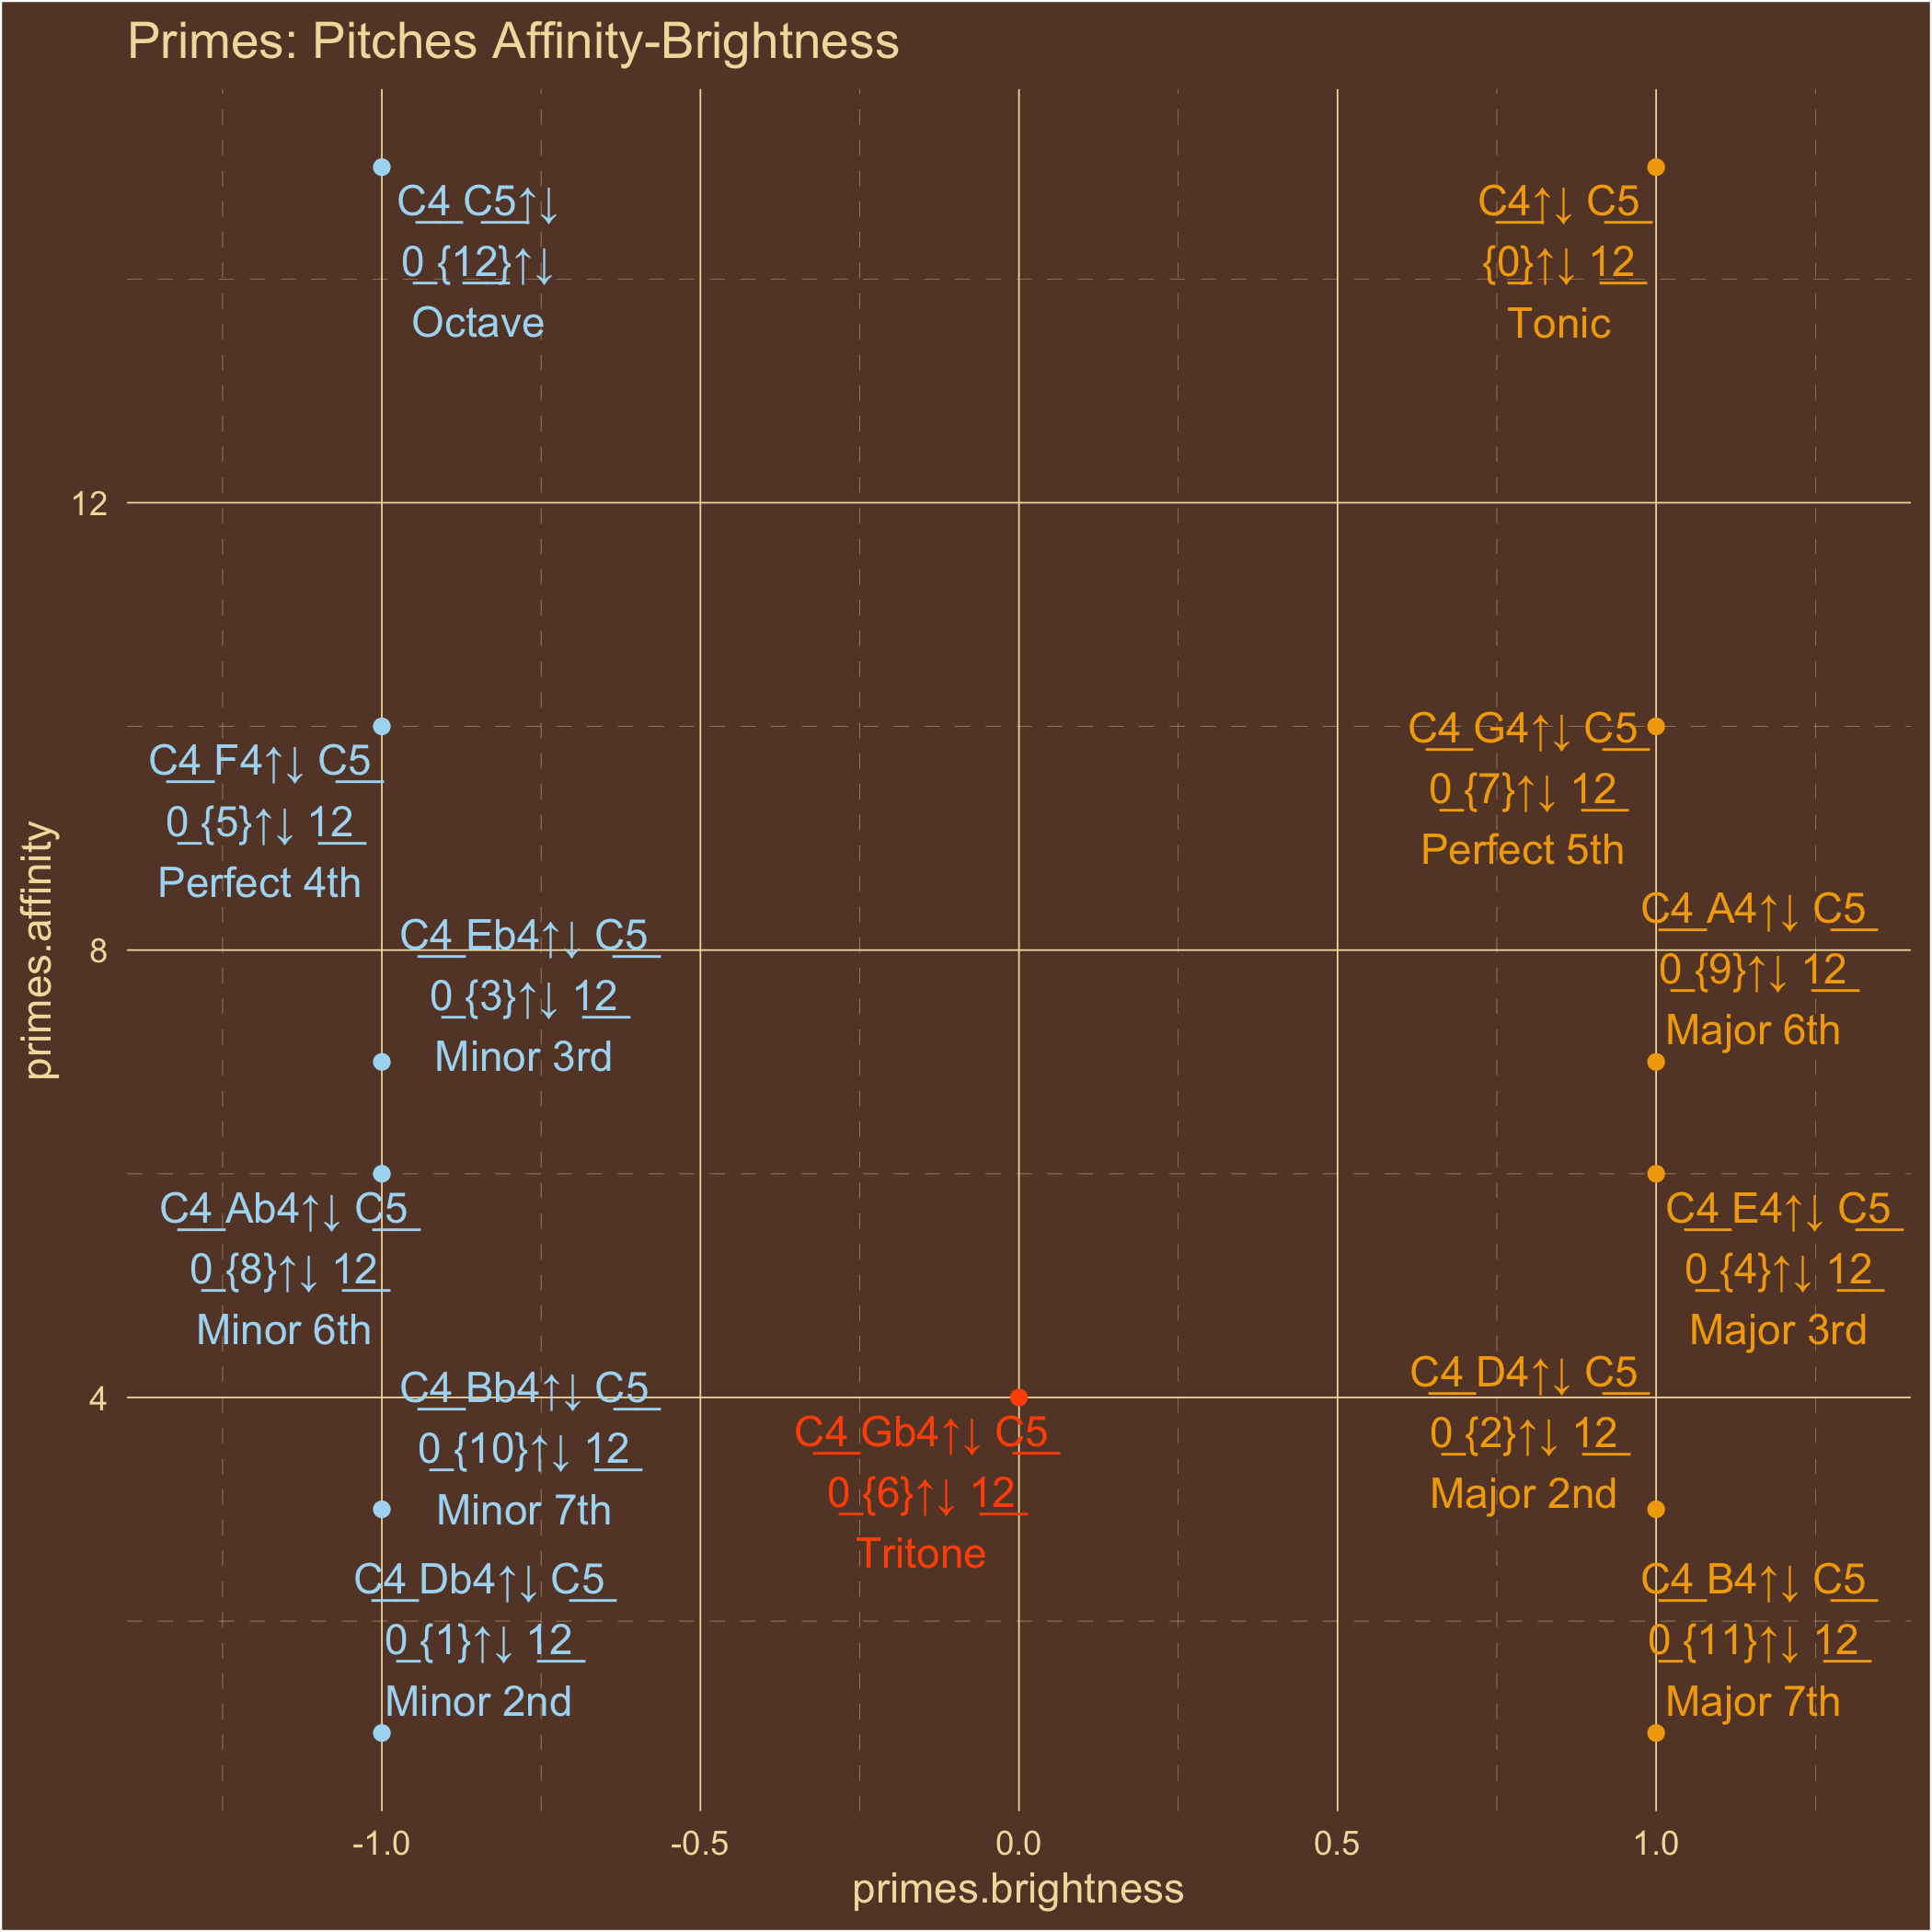 Primes: Pitches Affinity-Brightness
C4 C5↑↓
0 {12}↑↓
Octave
C4↑↓ C5
{0}↑↓ 12
Tonic
12
C4 F4↑↓ C5
0 {5}↑↓ 12
Perfect 4th
C4 G4↑↓ C5
0 {7}↑↓ 12
Perfect 5th
C4 Eb4↑↓ C5
0 {3}↑↓ 12
Minor 3rd
C4 A4↑↓ C5
0 {9}↑↓ 12
Major 6th
8
primes.affinity
C4 Ab4↑↓ C5
0 {8}↑↓ 12
Minor 6th
C4 E4↑↓ C5
0 {4}↑↓ 12
Major 3rd
4
C4 Bb4↑↓ C5
0 {10}↑↓ 12
Minor 7th
C4 Gb4↑↓ C5
0 {6}↑↓ 12
Tritone
C4 D4↑↓ C5
0 {2}↑↓ 12
Major 2nd
C4 Db4↑↓ C5
0 {1}↑↓ 12
Minor 2nd
C4 B4↑↓ C5
0 {11}↑↓ 12
Major 7th
-1.0 -0.5 0.0 0.5 1.0
primes.brightness